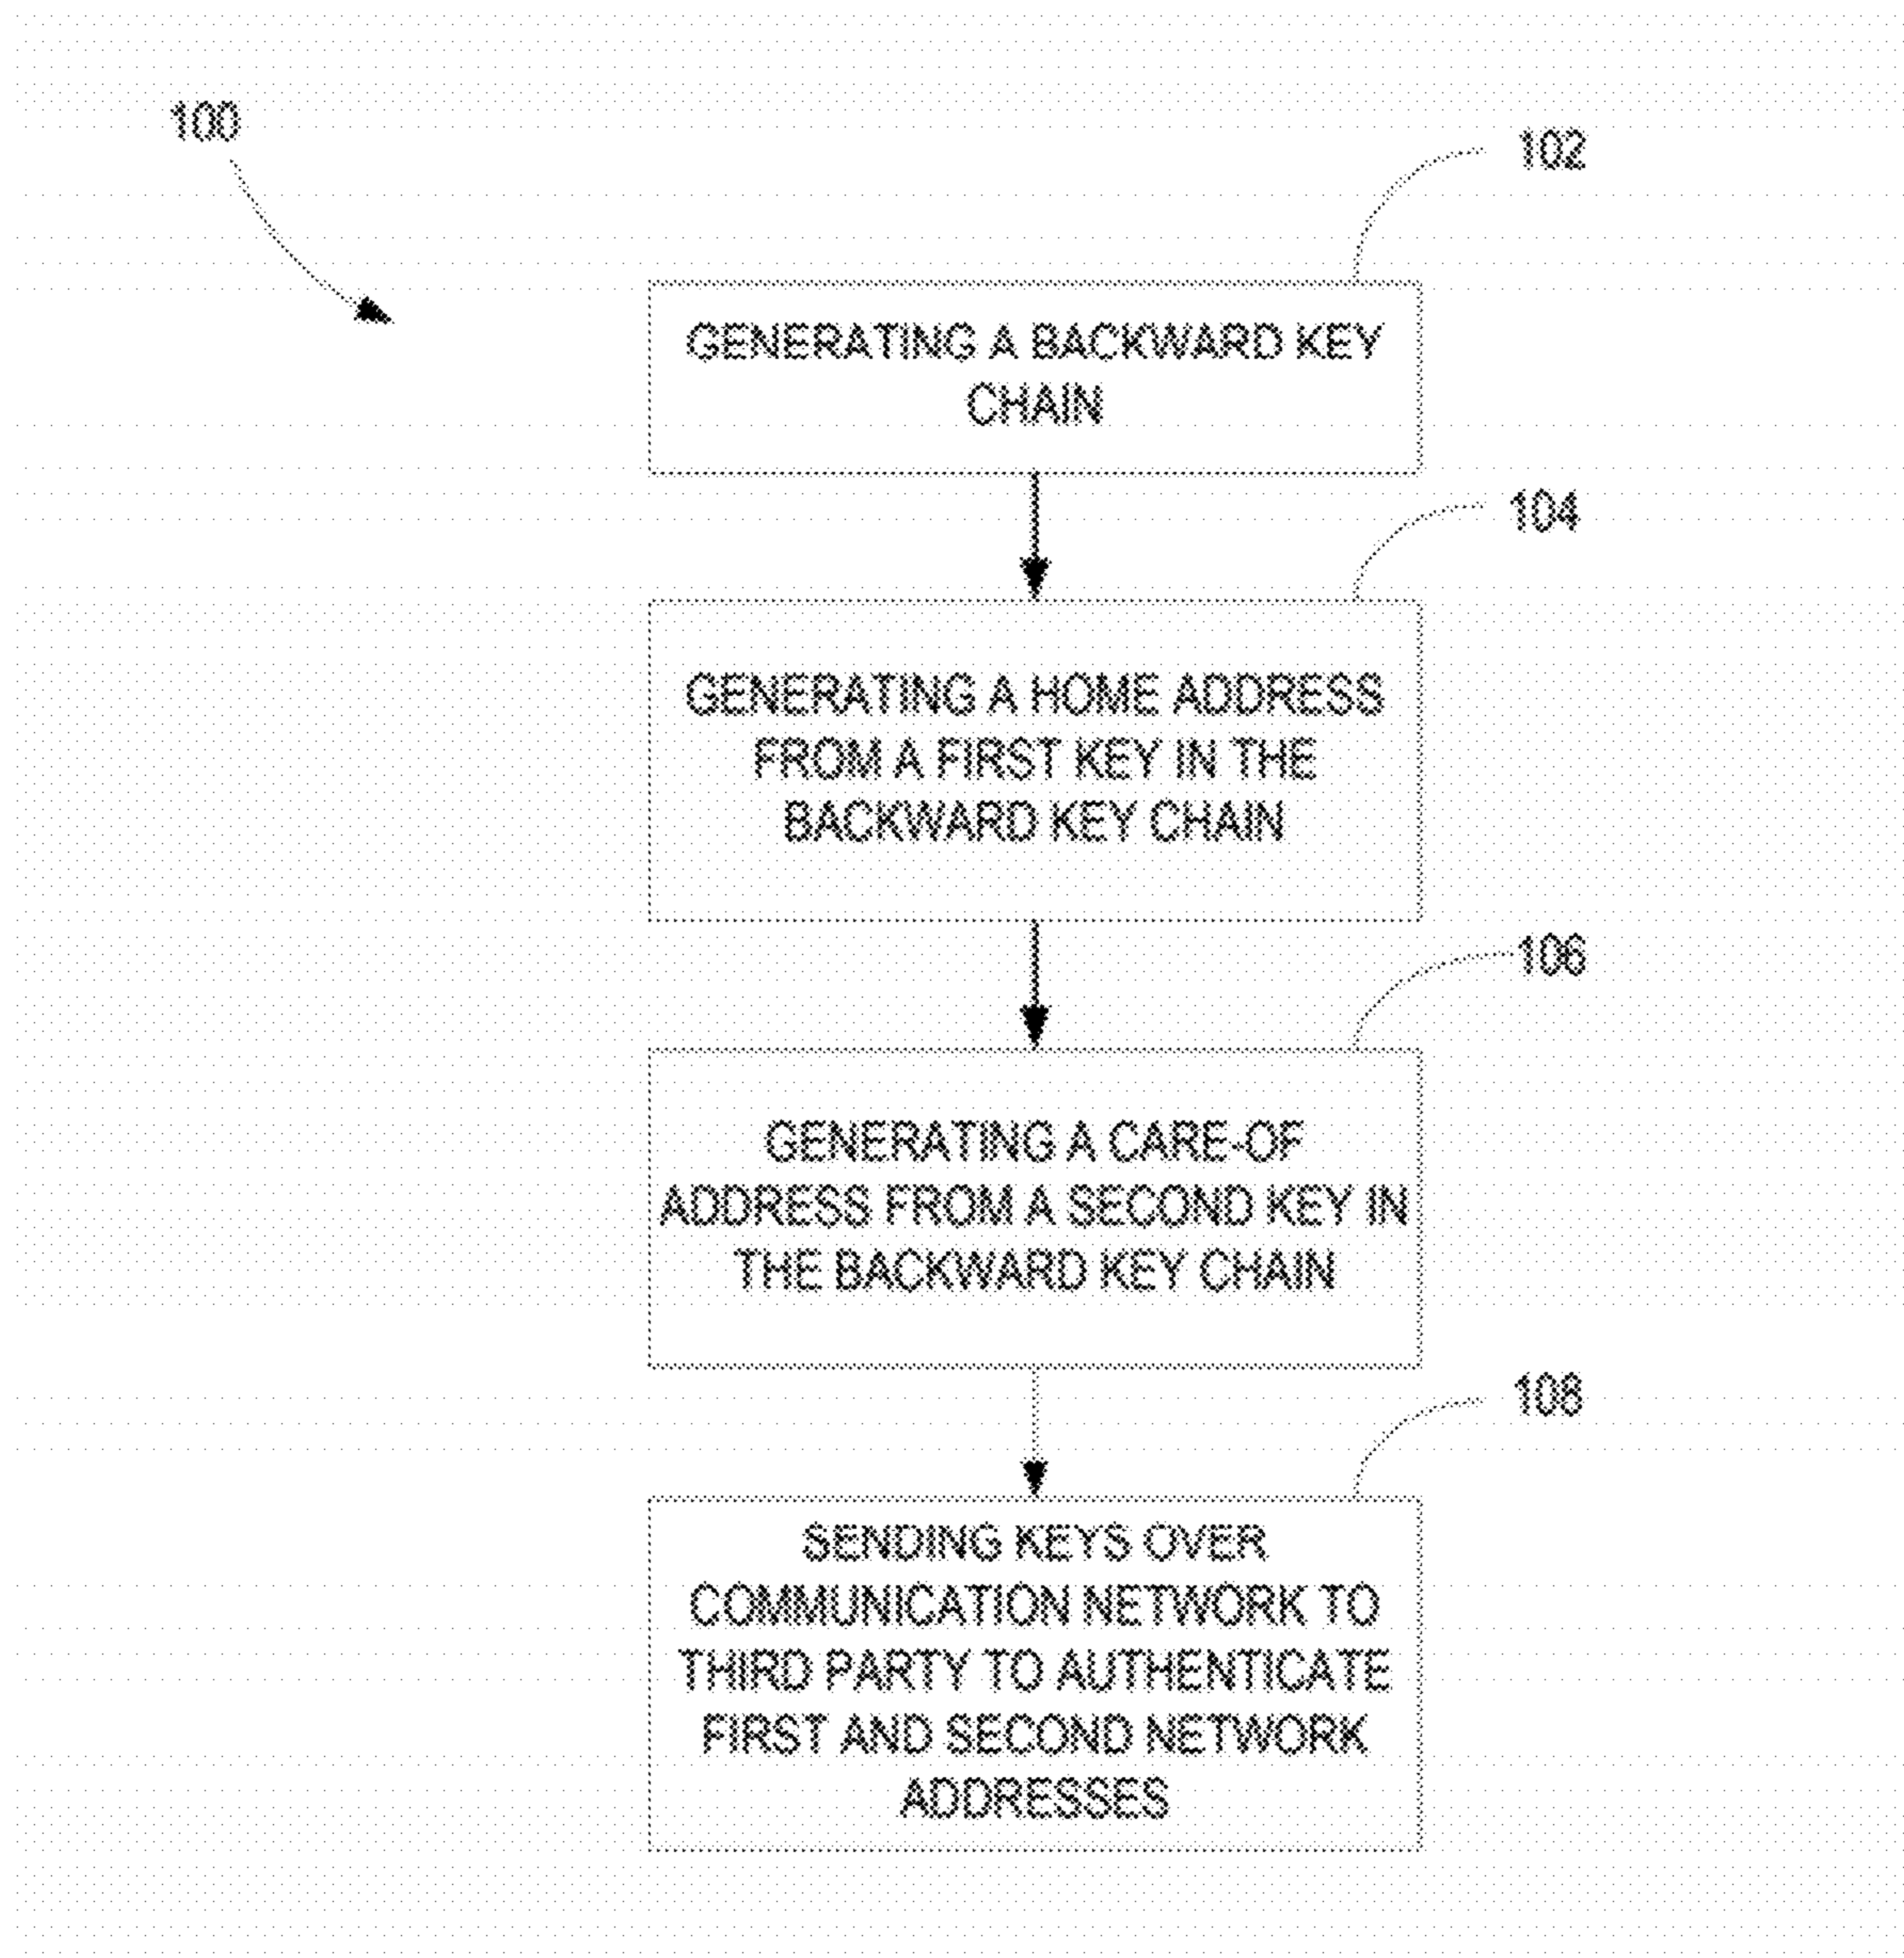 100
102
GENERATING A BACKWARD KEY
CHAIN
104
GENERATING A HOME ADDRESS
FROM A FIRST KEY IN THE
BACKWARD KEY CHAIN
106
GENERATING A CARE-OF
ADDRESS FROM A SECOND KEY IN
THE BACKWARD KEY CHAIN
108
SENDING KEYS OVER
COMMUNICATION NETWORK TO
THIRD PARTY TO AUTHENTICATE
FIRST AND SECOND NETWORK
ADDRESSES